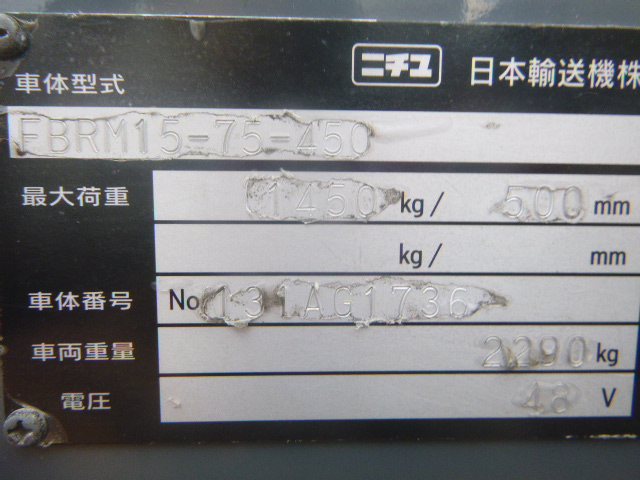 ニチユ 日本輸送機株
車体型式
FBRM15-75-450
最大荷重 1450 kg/ 500 mm
kg/ mm
車体番号 No 131AG1736
車両重量 2290 kg
電圧 48 V